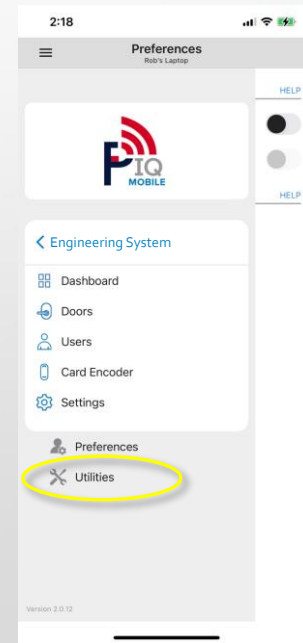 2:18
Preferences
Rob's Laptop
HELP
PIQ
MOBILE
HELP
Engineering System
Dashboard
Doors
Users
Card Encoder
Settings
Preferences
Utilities
Version 2.0.12